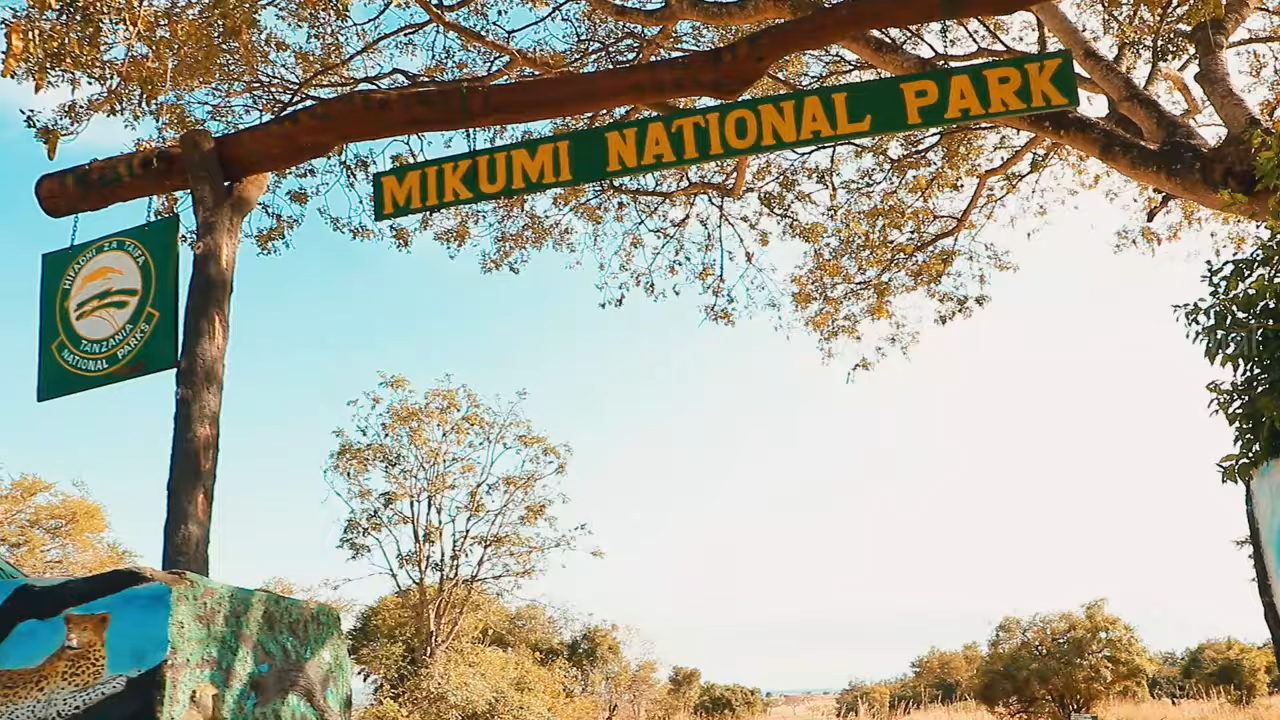 MIKUMI NATIONAL PARK
HIFADHI ZA TAIFA
TANZANIA
NATIONAL PARKS